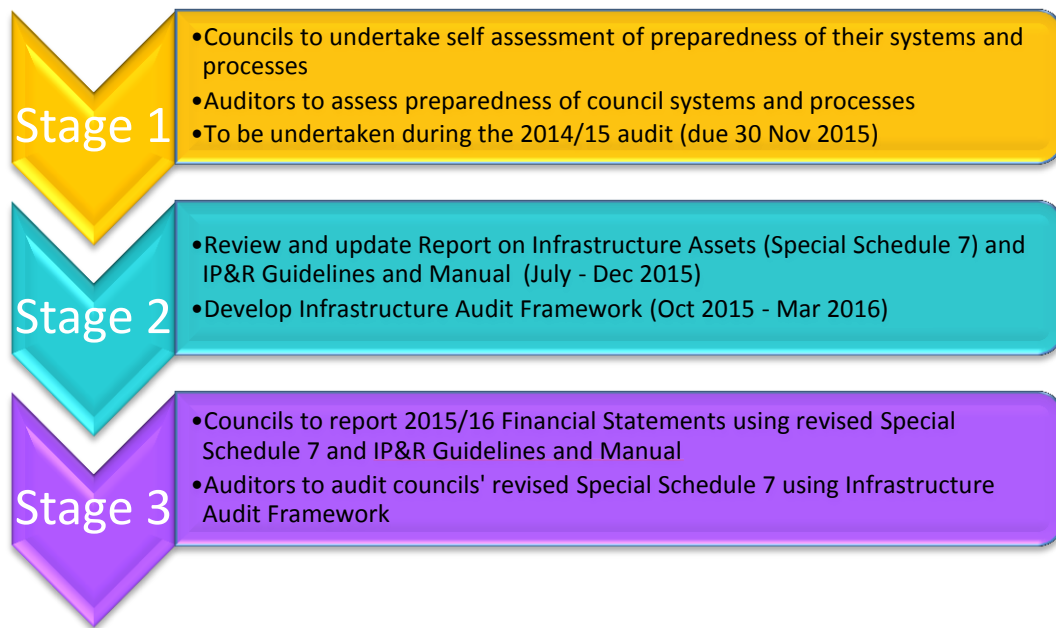 Stage 1
•Councils to undertake self assessment of preparedness of their systems and
processes
•Auditors to assess preparedness of council systems and processes
•To be undertaken during the 2014/15 audit (due 30 Nov 2015)
Stage 2
•Review and update Report on Infrastructure Assets (Special Schedule 7) and
IP&R Guidelines and Manual  (July - Dec 2015)
•Develop Infrastructure Audit Framework (Oct 2015 - Mar 2016)
Stage 3
•Councils to report 2015/16 Financial Statements using revised Special
Schedule 7 and IP&R Guidelines and Manual
•Auditors to audit councils' revised Special Schedule 7 using Infrastructure
Audit Framework